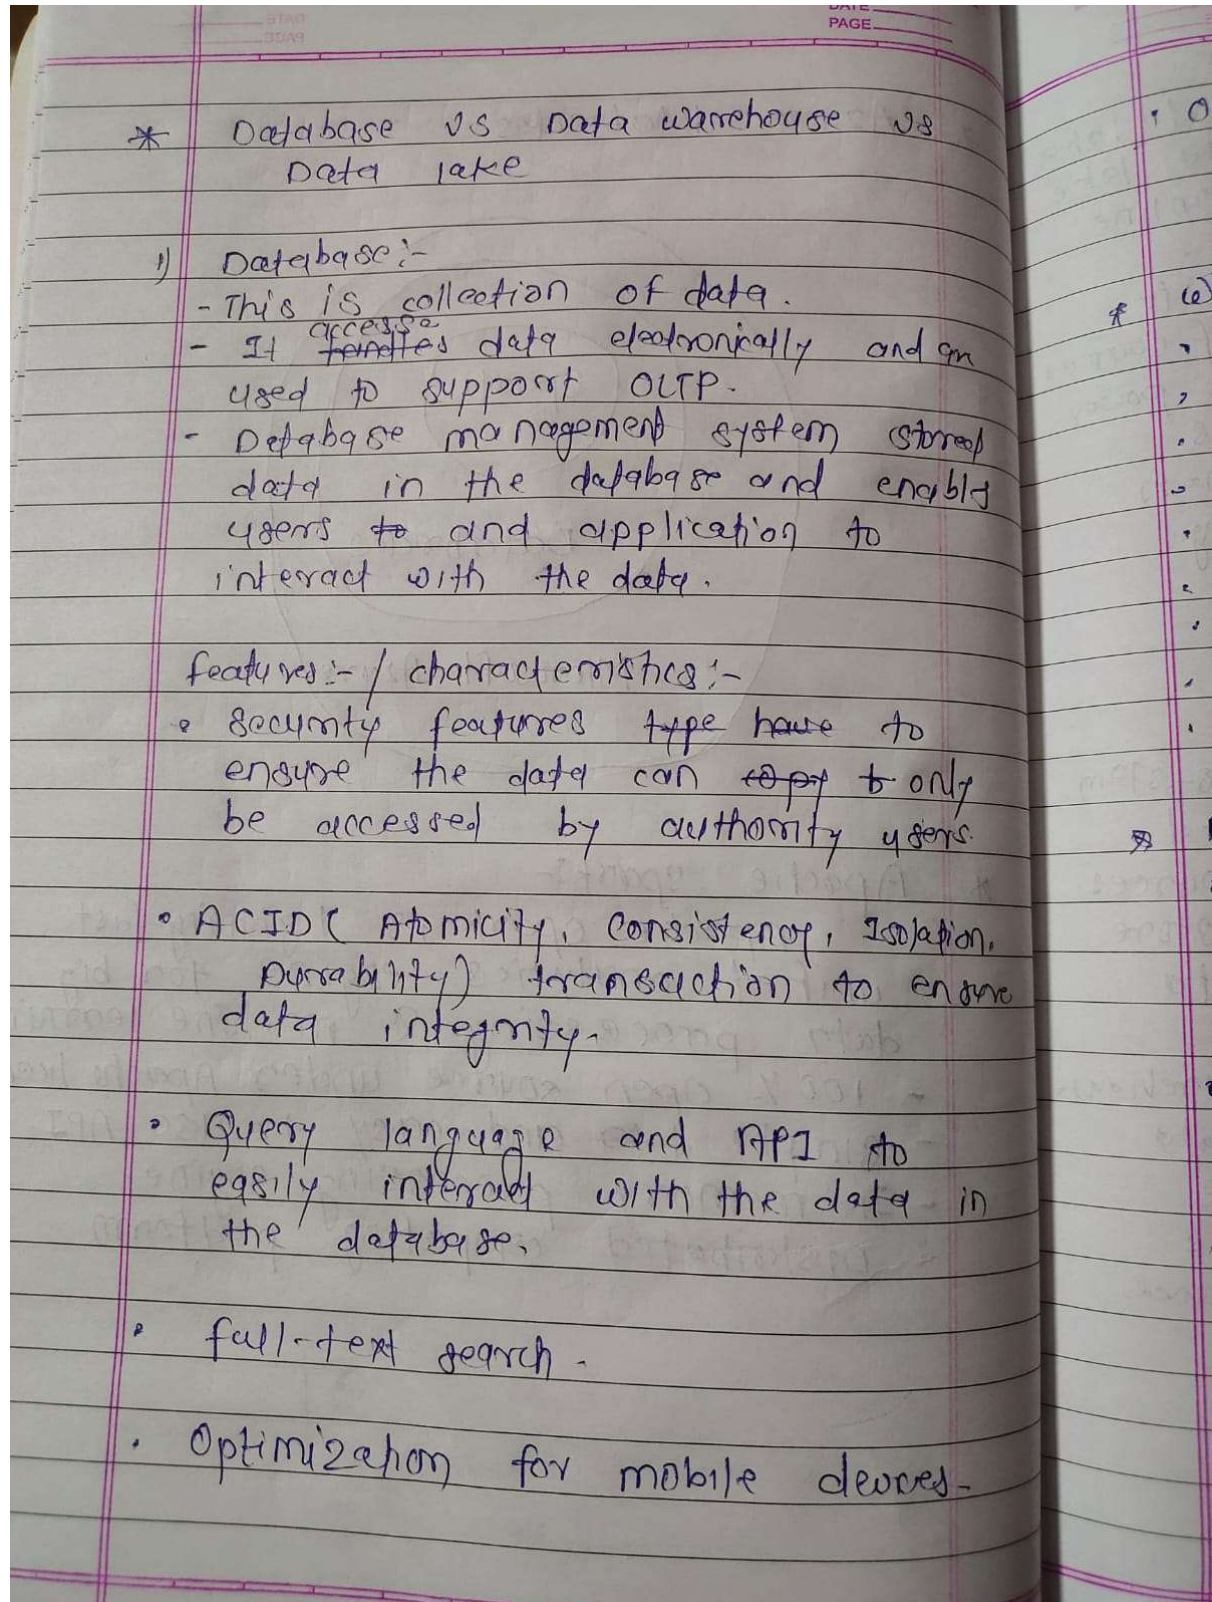 DATE
PAGE
* Database vs Data warrehouse vs
Data lake
1) Database:-
- This is collection of data.
accesse
- It handles data electronically and an
used to support OLTP.
- Database management system stored
data in the database and enables
users to and application to
interact with the data.
features:- / characteristics:-
• security features type have to
ensure the data can to only
be accessed by authority users.
• ACID ( Atomicity, Consistency, Isolation,
Durability) transaction to ensure
data integrity.
• Query language and API to
easily interact with the data in
the database.
• full-text search.
• Optimization for mobile devices.